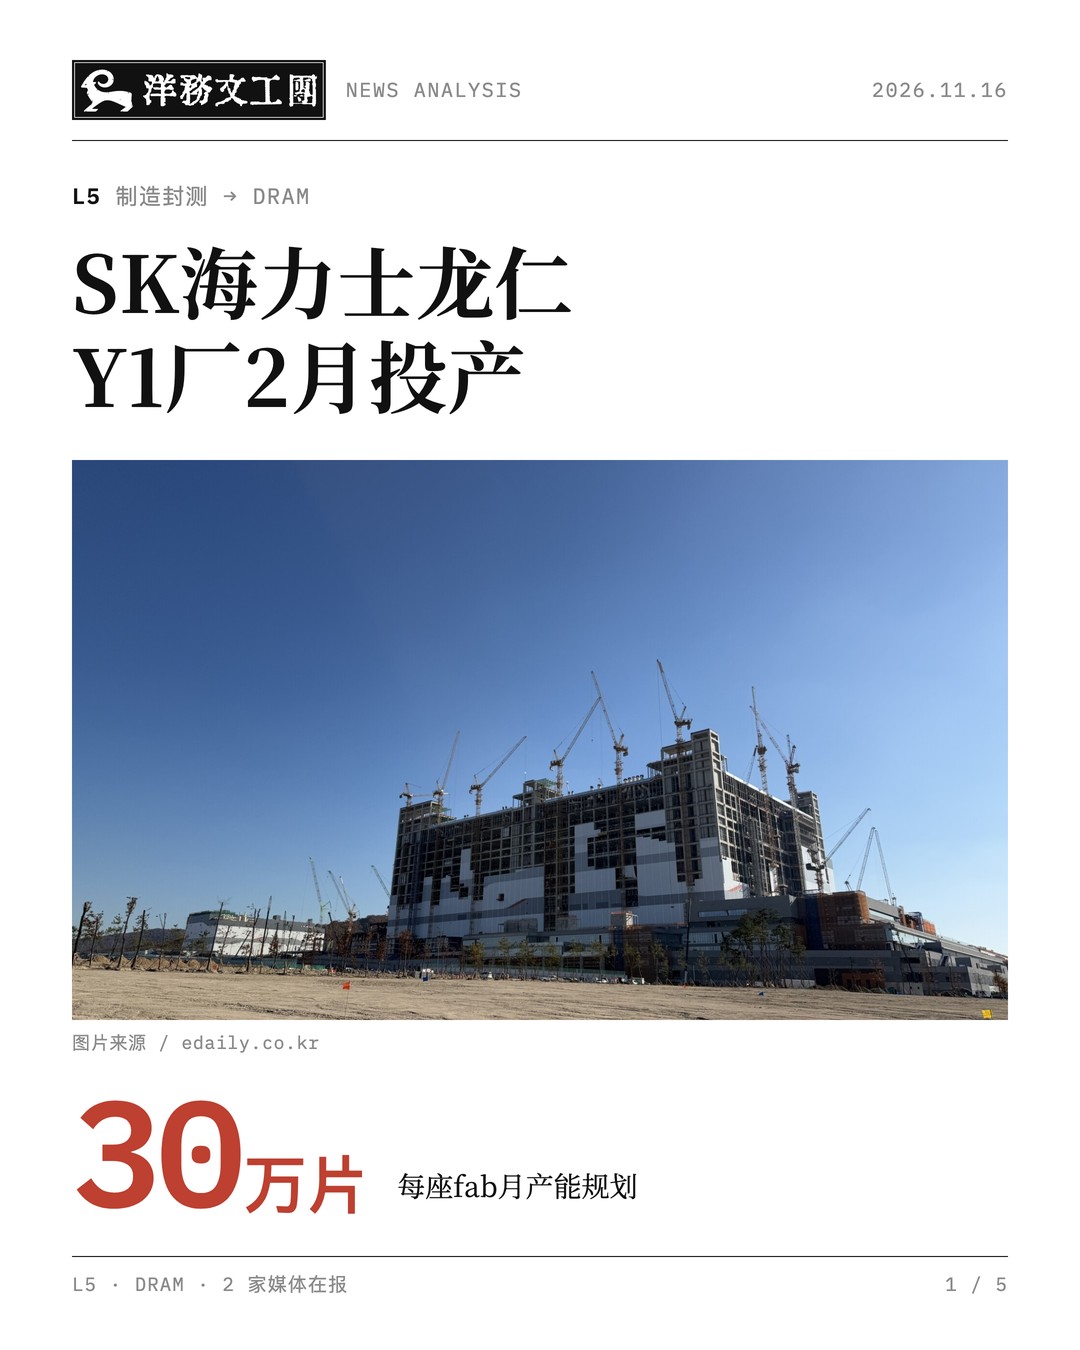 洋務文工團 NEWS ANALYSIS 2026.11.16
L5 制造封测 → DRAM
SK海力士龙仁
Y1厂2月投产
图片来源 / edaily.co.kr
30万片 每座fab月产能规划
L5 · DRAM · 2 家媒体在报 1 / 5